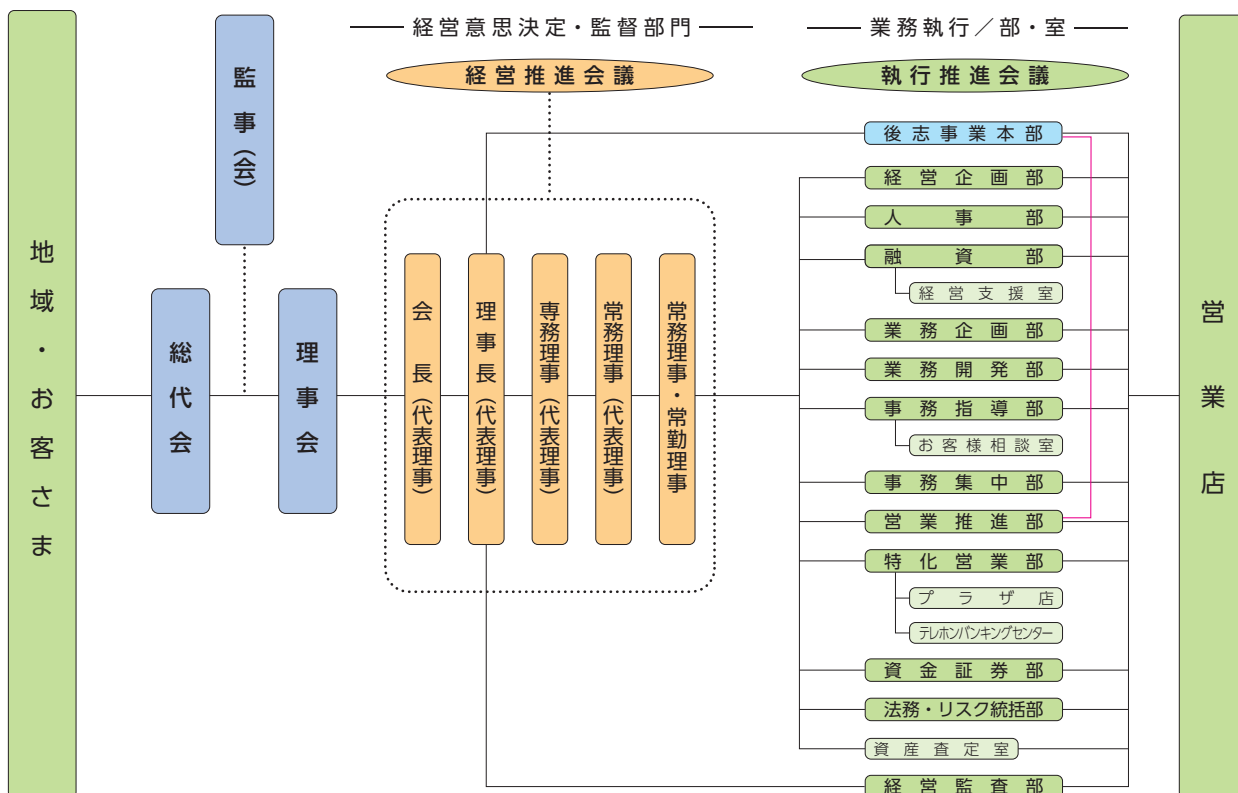 経営意思決定・監督部門
経営推進会議
業務執行／部・室
執行推進会議
地域・お客さま
監事(会)
総代会
理事会
会長(代表理事)
理事長(代表理事)
専務理事(代表理事)
常務理事(代表理事)
常務理事・常勤理事
後志事業本部
経営企画部
人事部
融資部
経営支援室
業務企画部
業務開発部
事務指導部
お客様相談室
事務集中部
営業推進部
特化営業部
プラザ店
テレホンバンキングセンター
資金証券部
法務・リスク統括部
資産査定室
経営監査部
営業店